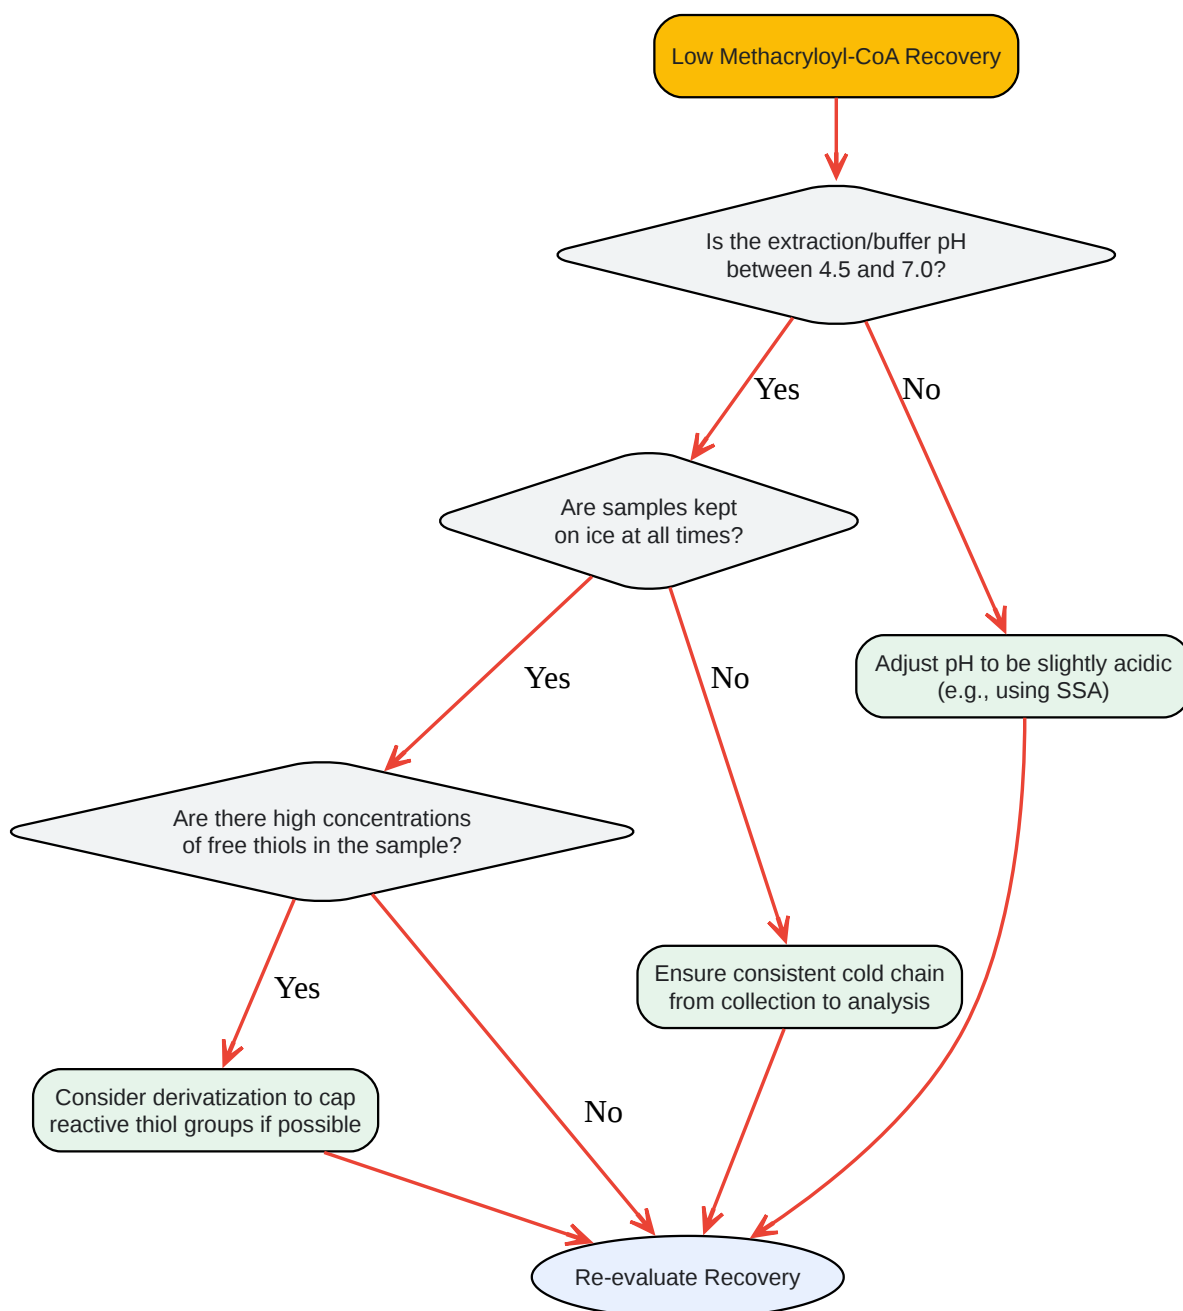 Low Methacryloyl-CoA Recovery
Is the extraction/buffer pH
between 4.5 and 7.0?
Yes
No
Are samples kept
on ice at all times?
Yes
No
Adjust pH to be slightly acidic
(e.g., using SSA)
Are there high concentrations
of free thiols in the sample?
Yes
No
Ensure consistent cold chain
from collection to analysis
Consider derivatization to cap
reactive thiol groups if possible
Re-evaluate Recovery